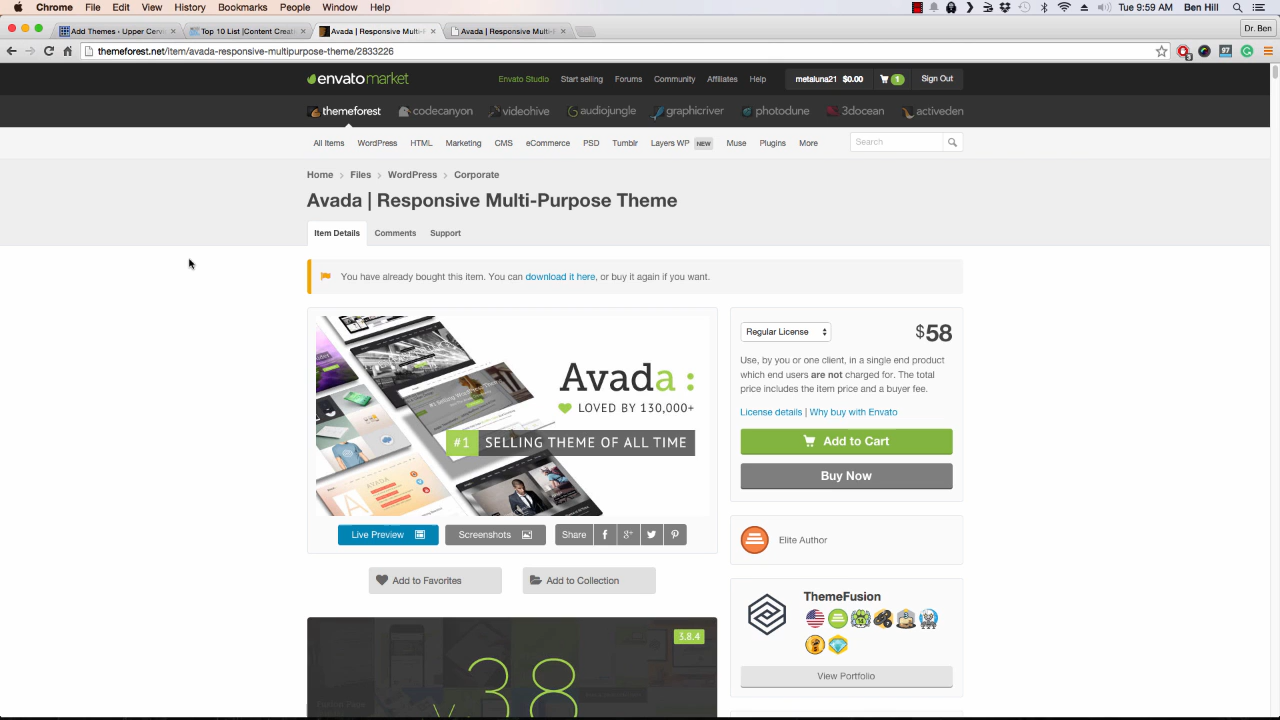 Chrome File Edit View History Bookmarks People Window Help Tue 9:59 AM Ben Hill
Add Themes · Upper Cervi Top 10 List |Content Creati Avada | Responsive Multi-P Avada | Responsive Multi- Dr. Ben
themeforest.net/item/avada-responsive-multipurpose-theme/2833226
envatomarket Envato Studio Start selling Forums Community Affiliates Help metaluna21 $0.00 1 Sign Out
themeforest codecanyon videohive audiojungle graphicriver photodune 3docean activeden
All Items WordPress HTML Marketing CMS eCommerce PSD Tumblr Layers WP NEW Muse Plugins More Search
Home > Files > WordPress > Corporate
Avada | Responsive Multi-Purpose Theme
Item Details Comments Support
You have already bought this item. You can download it here, or buy it again if you want.
Regular License $58
Use, by you or one client, in a single end product
which end users are not charged for. The total
price includes the item price and a buyer fee.
License details | Why buy with Envato
Add to Cart
Buy Now
Avada :
LOVED BY 130,000+
#1 SELLING THEME OF ALL TIME
Live Preview Screenshots Share
Add to Favorites Add to Collection
Elite Author
ThemeFusion
View Portfolio
3.8.4
v.3.8